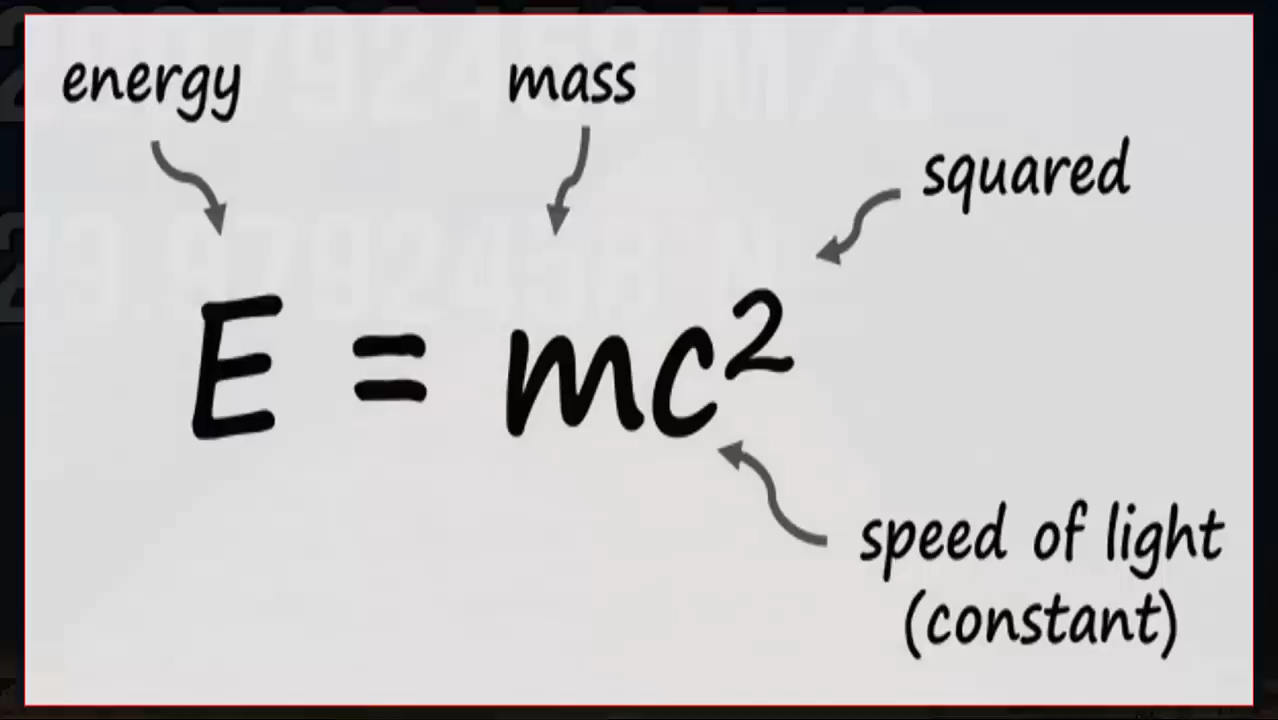 energy
mass
squared
E = mc²
speed of light
(constant)